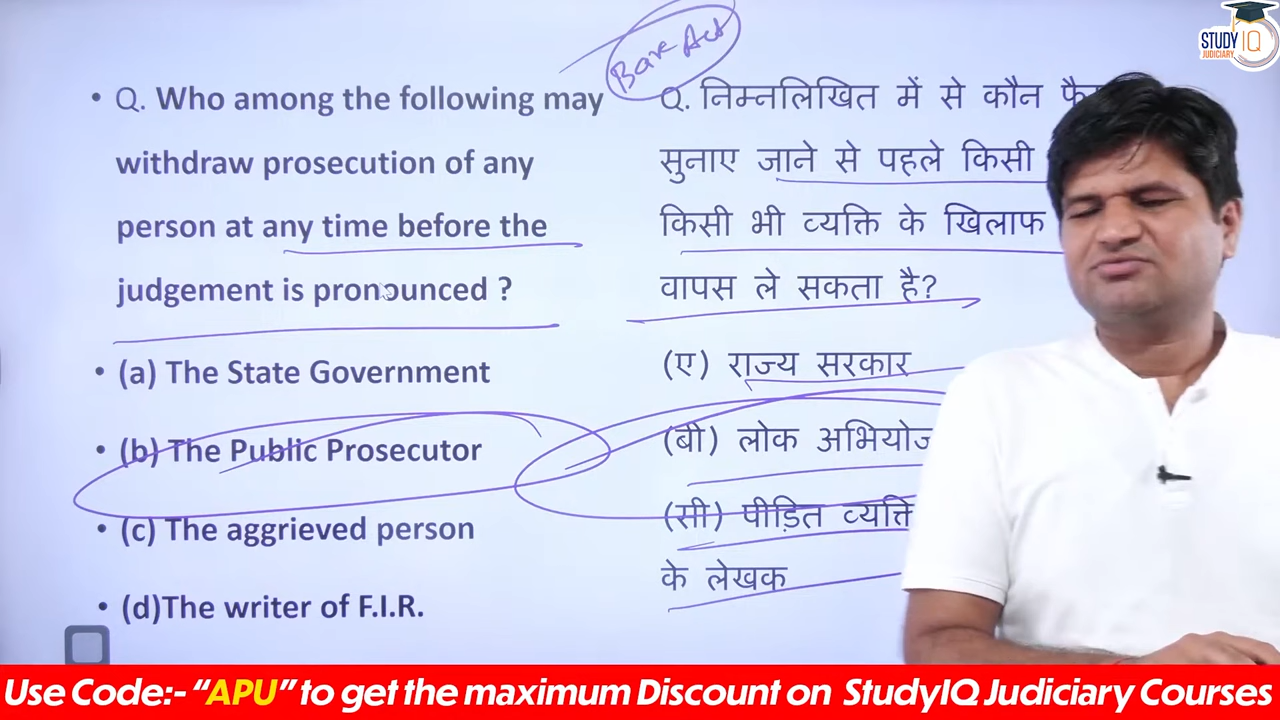 Bare Act
STUDY IQ
JUDICIARY
• Q. Who among the following may
withdraw prosecution of any
person at any time before the
judgement is pronounced ?
• (a) The State Government
• (b) The Public Prosecutor
• (c) The aggrieved person
• (d)The writer of F.I.R.
Q. निम्नलिखित में से कौन
सुनाए जाने से पहले किसी
किसी भी व्यक्ति के खिलाफ
वापस ले सकता है?
(ए) राज्य सरकार
(बी) लोक
(सी) पीड़ित व्यक्ति
के लेखक
Use Code:- “APU” to get the maximum Discount on StudyIQ Judiciary Courses